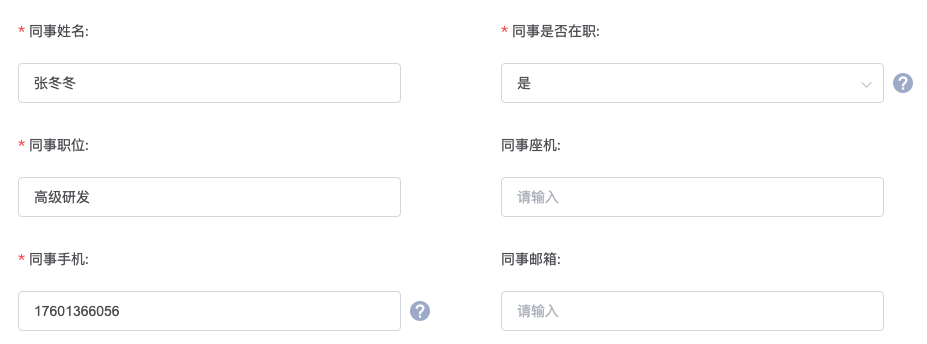 * 同事姓名:
* 同事是否在职:
张冬冬
是
* 同事职位:
同事座机:
高级研发
请输入
* 同事手机:
同事邮箱:
17601366056
请输入